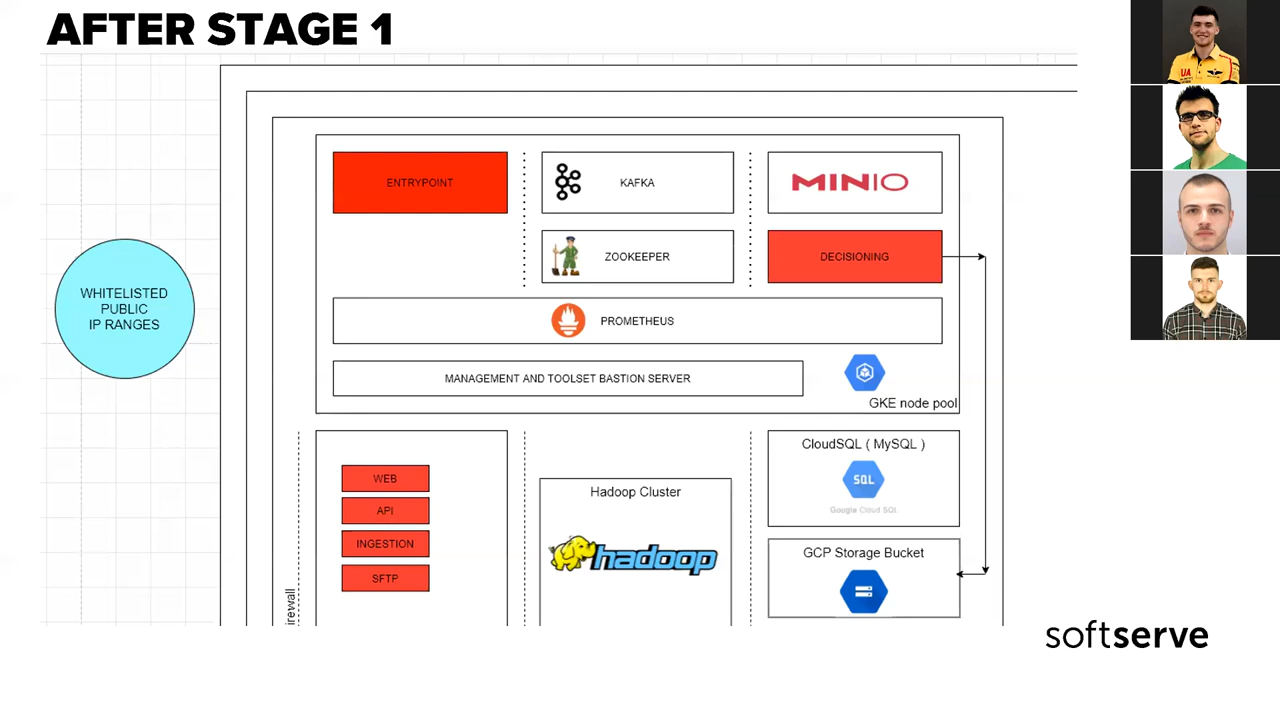 AFTER STAGE 1
UA
ENTRYPOINT
KAFKA
MINIO
WHITELISTED
PUBLIC
IP RANGES
ZOOKEEPER
DECISIONING
PROMETHEUS
MANAGEMENT AND TOOLSET BASTION SERVER
GKE node pool
WEB
API
INGESTION
SFTP
irewall
Hadoop Cluster
hadoop
CloudSQL ( MySQL )
SQL
Google Cloud SQL
GCP Storage Bucket
softserve